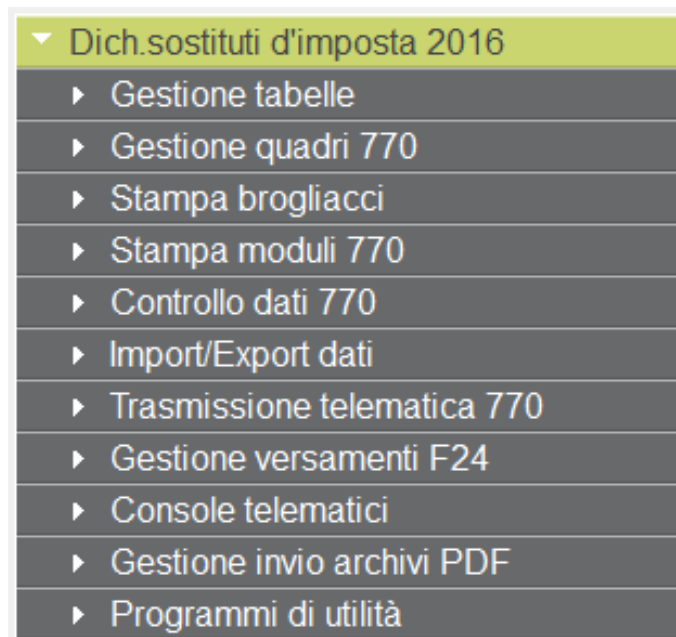 Dich.sostituti d'imposta 2016
Gestione tabelle
Gestione quadri 770
Stampa brogliacci
Stampa moduli 770
Controllo dati 770
Import/Export dati
Trasmissione telematica 770
Gestione versamenti F24
Console telematici
Gestione invio archivi PDF
Programmi di utilità